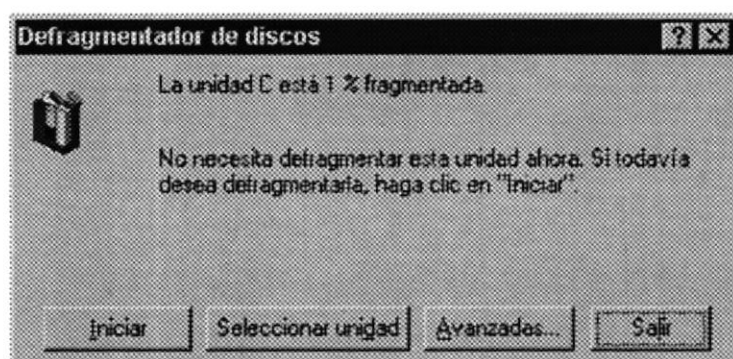 Defragmentador de discos
La unidad C está 1 % fragmentada.
No necesita defragmentar esta unidad ahora. Si todavía
desea defragmentarla, haga clic en "Iniciar".
Iniciar
Seleccionar unidad
Avanzadas...
Salir